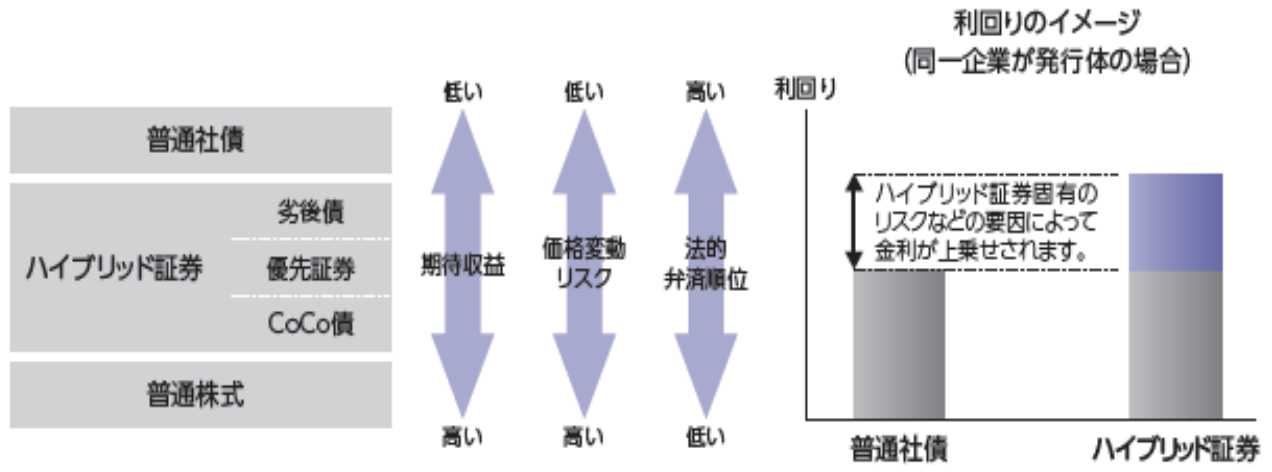 利回りのイメージ
(同一企業が発行体の場合)
低い
低い
高い
利回り
普通社債
ハイブリッド証券
劣後債
優先証券
CoCo債
普通株式
期待収益
価格変動
リスク
法的
弁済順位
高い
高い
低い
ハイブリッド証券固有の
リスクなどの要因によって
金利が上乗せされます。
普通社債
ハイブリッド証券